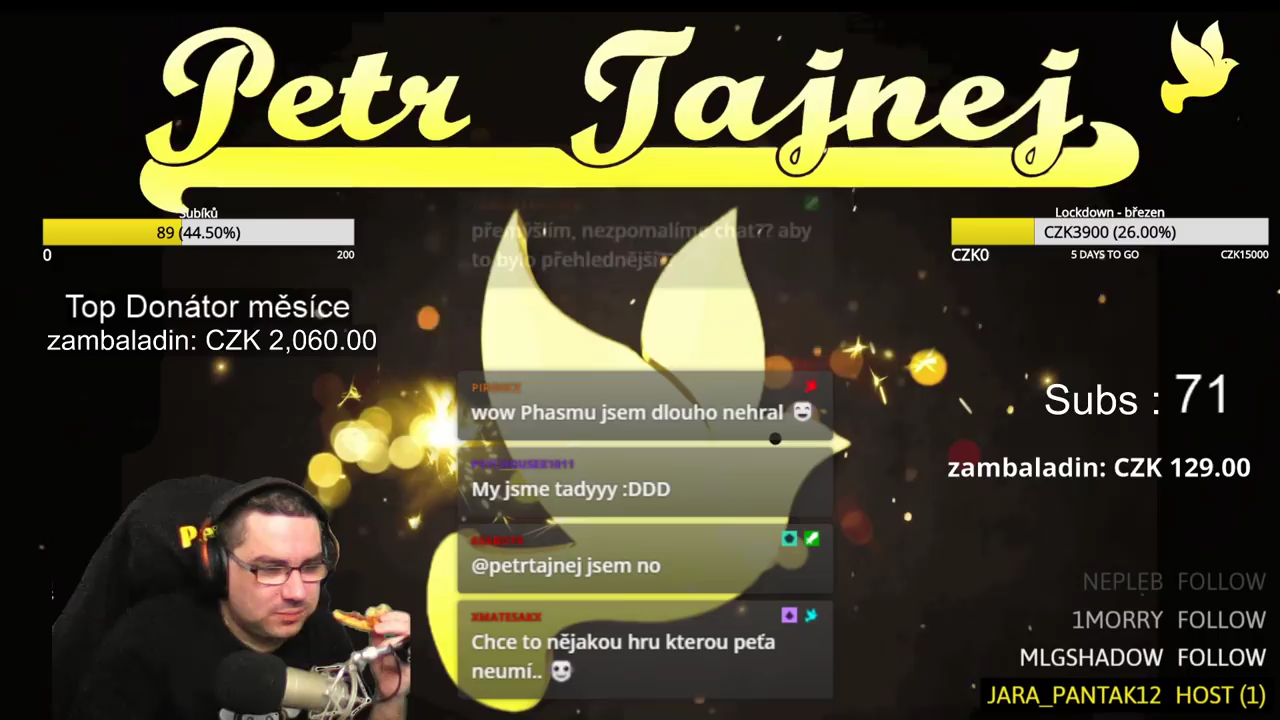 Petr Tajnej
Subíků
89 (44.50%)
0
200
Lockdown - březen
CZK3900 (26.00%)
CZK0
5 DAYS TO GO
CZK15000
Top Donátor měsíce
zambaladin: CZK 2,060.00
přemýšlím, nezpomalíme chat?? aby
to bylo přehlednější
wow Phasmu jsem dlouho nehral
My jsme tadyyy :DDD
@petrtajnej jsem no
XMATESAKX
Chce to nějakou hru kterou peťa
neumí..
Subs : 71
zambaladin: CZK 129.00
NEPLEB FOLLOW
1MORRY FOLLOW
MLGSHADOW FOLLOW
JARA_PANTAK12 HOST (1)